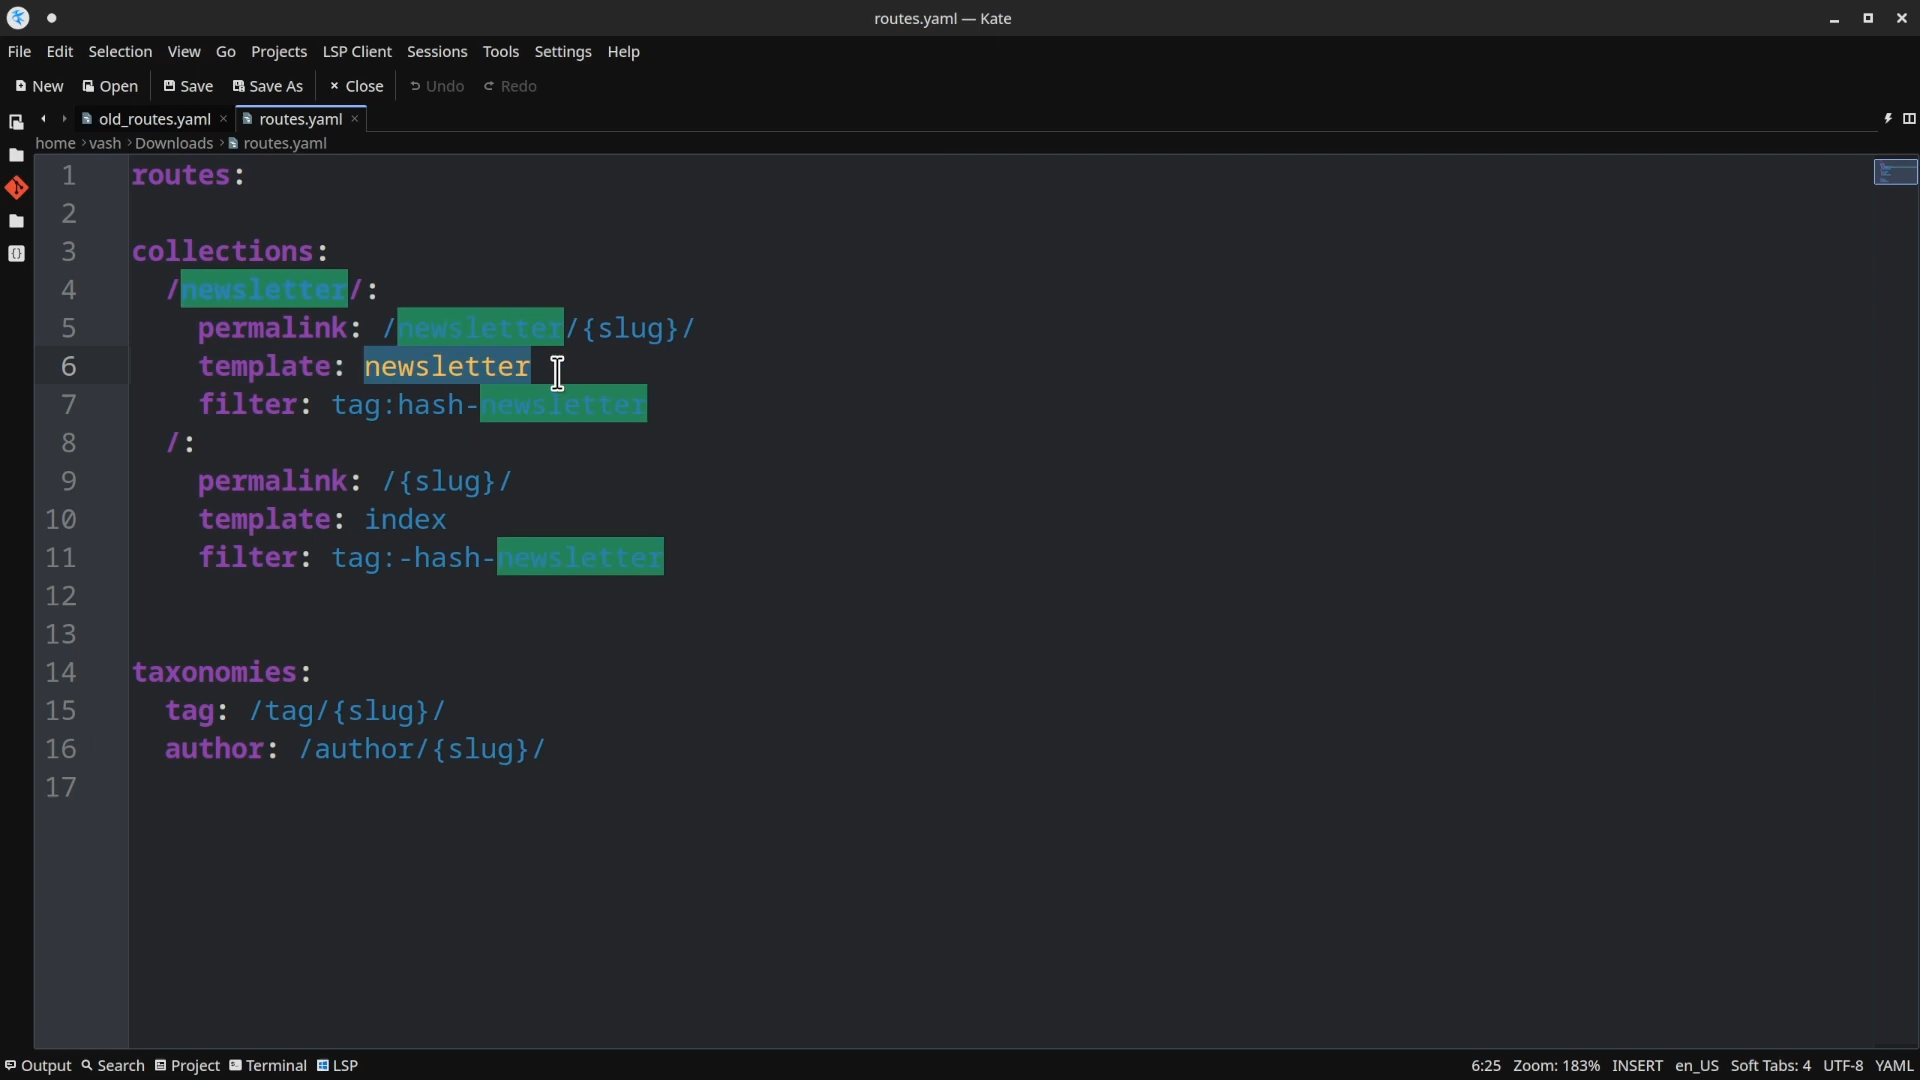 routes.yaml — Kate
File Edit Selection View Go Projects LSP Client Sessions Tools Settings Help
New Open Save Save As Close Undo Redo
old_routes.yaml routes.yaml
home vash Downloads routes.yaml
1 routes:
2
3 collections:
4 /newsletter/:
5 permalink: /newsletter/{slug}/
6 template: newsletter
7 filter: tag:hash-newsletter
8 /:
9 permalink: /{slug}/
10 template: index
11 filter: tag:-hash-newsletter
12
13
14 taxonomies:
15 tag: /tag/{slug}/
16 author: /author/{slug}/
17
Output Search Project Terminal LSP 6:25 Zoom: 183% INSERT en_US Soft Tabs: 4 UTF-8 YAML